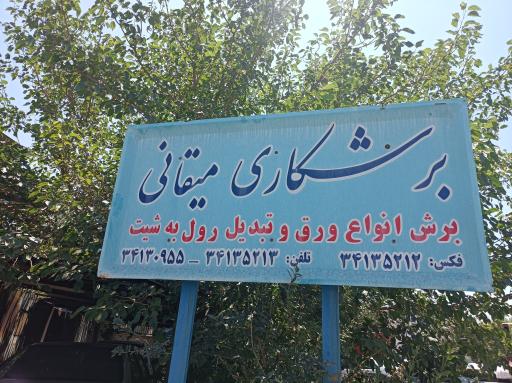 برشکاری میقانی
برش انواع ورق و تبدیل رول به شیت
فکس: ۳۴۱۳۵۲۱۲ تلفن: ۳۴۱۳۵۲۱۳ - ۳۴۱۳۰۹۵۵